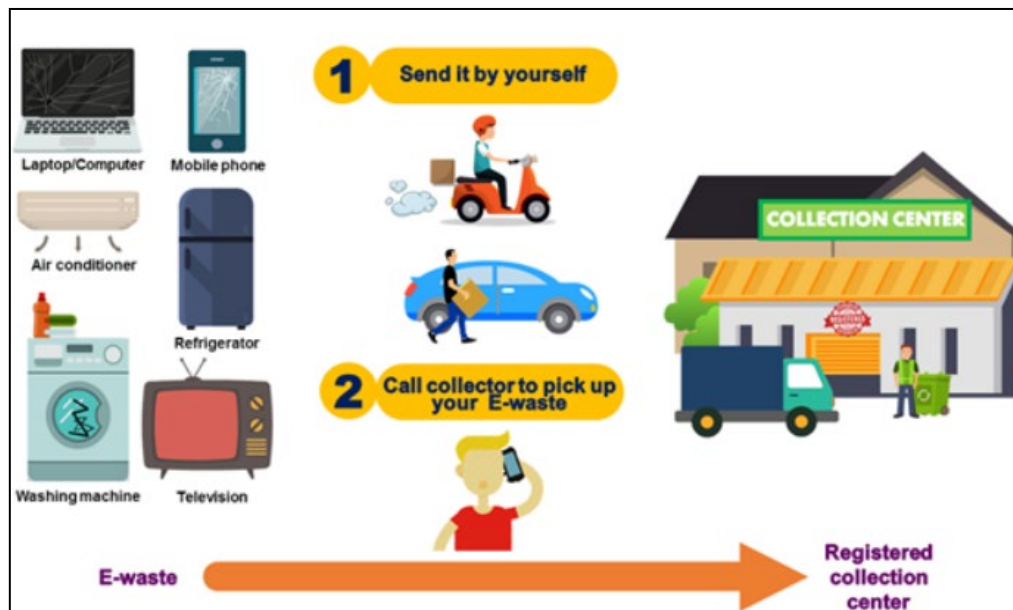 Laptop/Computer
Mobile phone
Air conditioner
Refrigerator
Washing machine
Television
1
Send it by yourself
2
Call collector to pick up
your E-waste
COLLECTION CENTER
REGISTERED
E-waste
Registered
collection
center